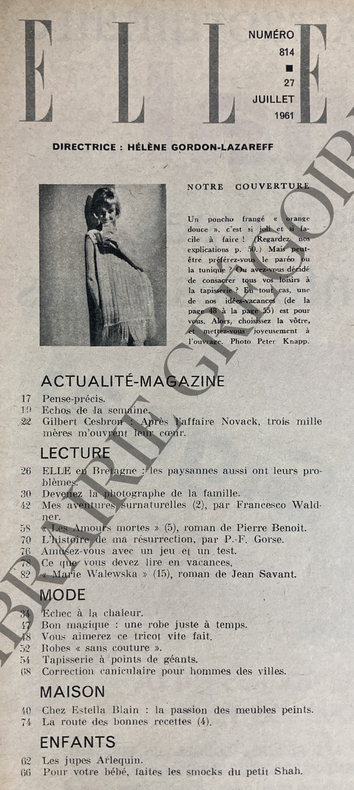 ELLE
NUMÉRO
814
■
27
JUILLET
1961
DIRECTRICE : HÉLÈNE GORDON-LAZAREFF
NOTRE COUVERTURE
Un poncho frangé « orange
douce », c'est si joli et si fa-
cile à faire ! (Regardez nos
explications p. 50.) Mais peut-
être préférez-vous le paréo ou
la tunique ? Ou avez-vous décidé
de consacrer tous vos loisirs à
la tapisserie ? En tout cas, une
de nos idées-vacances (de la
page 48 à la page 55) est pour
vous. Alors, choisissez la vôtre,
et mettez-vous joyeusement à
l'ouvrage. Photo Peter Knapp.
ACTUALITÉ-MAGAZINE
17 Pense-précis.
19 Echos de la semaine.
22 Gilbert Cesbron : Après l'affaire Novack, trois mille
mères m'ouvrent leur cœur.
LECTURE
26 ELLE en Bretagne : les paysannes aussi ont leurs pro-
blèmes.
30 Devenez la photographe de la famille.
42 Mes aventures surnaturelles (2), par Francesco Wald-
ner.
58 « Les Amours mortes » (5), roman de Pierre Benoit.
70 L'histoire de ma résurrection, par P.-F. Gorse.
76 Amusez-vous avec un jeu et un test.
78 Ce que vous devez lire en vacances.
82 « Marie Walewska » (15), roman de Jean Savant.
MODE
34 Echec à la chaleur.
47 Bon magique : une robe juste à temps.
48 Vous aimerez ce tricot vite fait.
52 Robes « sans couture ».
54 Tapisserie à points de géants.
68 Correction caniculaire pour hommes des villes.
MAISON
40 Chez Estella Blain : la passion des meubles peints.
74 La route des bonnes recettes (4).
ENFANTS
62 Les jupes Arlequin.
66 Pour votre bébé, faites les smocks du petit Shah.
LIBRAIRIE GRÉGOIRE